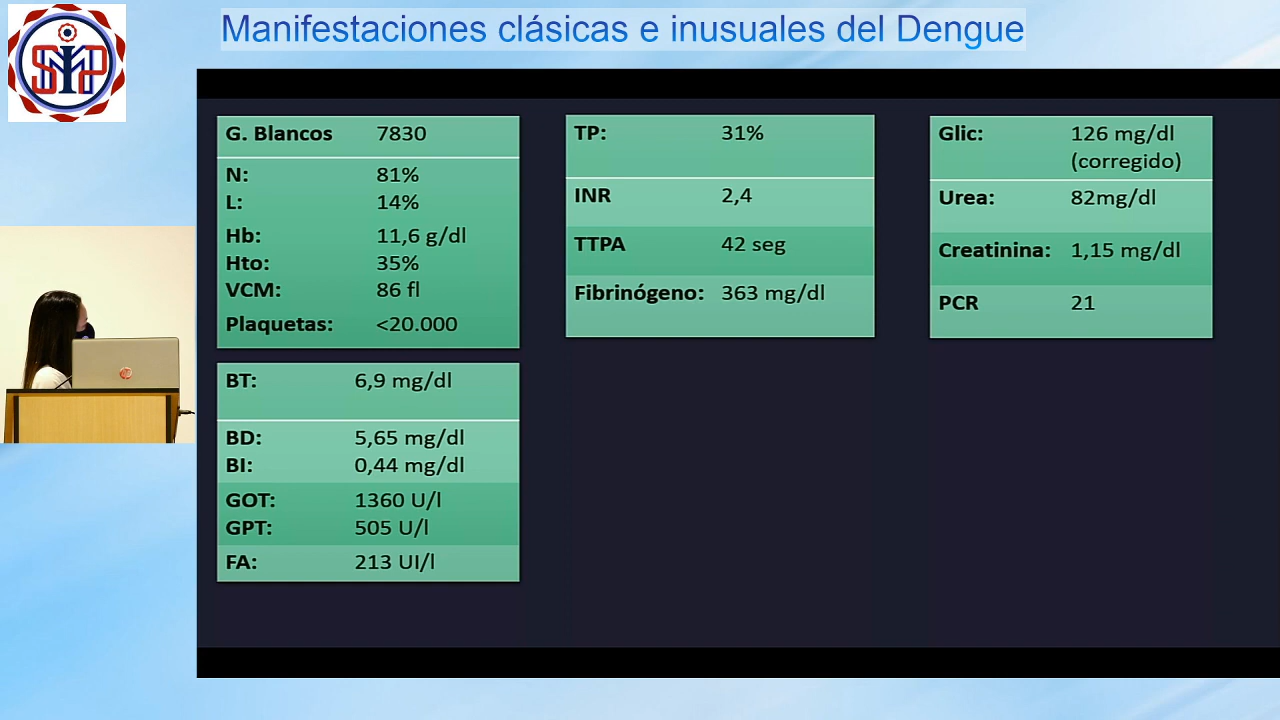 Manifestaciones clásicas e inusuales del Dengue
SMP
G. Blancos 7830
N: 81%
L: 14%
Hb: 11,6 g/dl
Hto: 35%
VCM: 86 fl
Plaquetas: <20.000
TP: 31%
INR 2,4
TTPA 42 seg
Fibrinógeno: 363 mg/dl
Glic: 126 mg/dl
(corregido)
Urea: 82mg/dl
Creatinina: 1,15 mg/dl
PCR 21
BT: 6,9 mg/dl
BD: 5,65 mg/dl
BI: 0,44 mg/dl
GOT: 1360 U/l
GPT: 505 U/l
FA: 213 UI/l